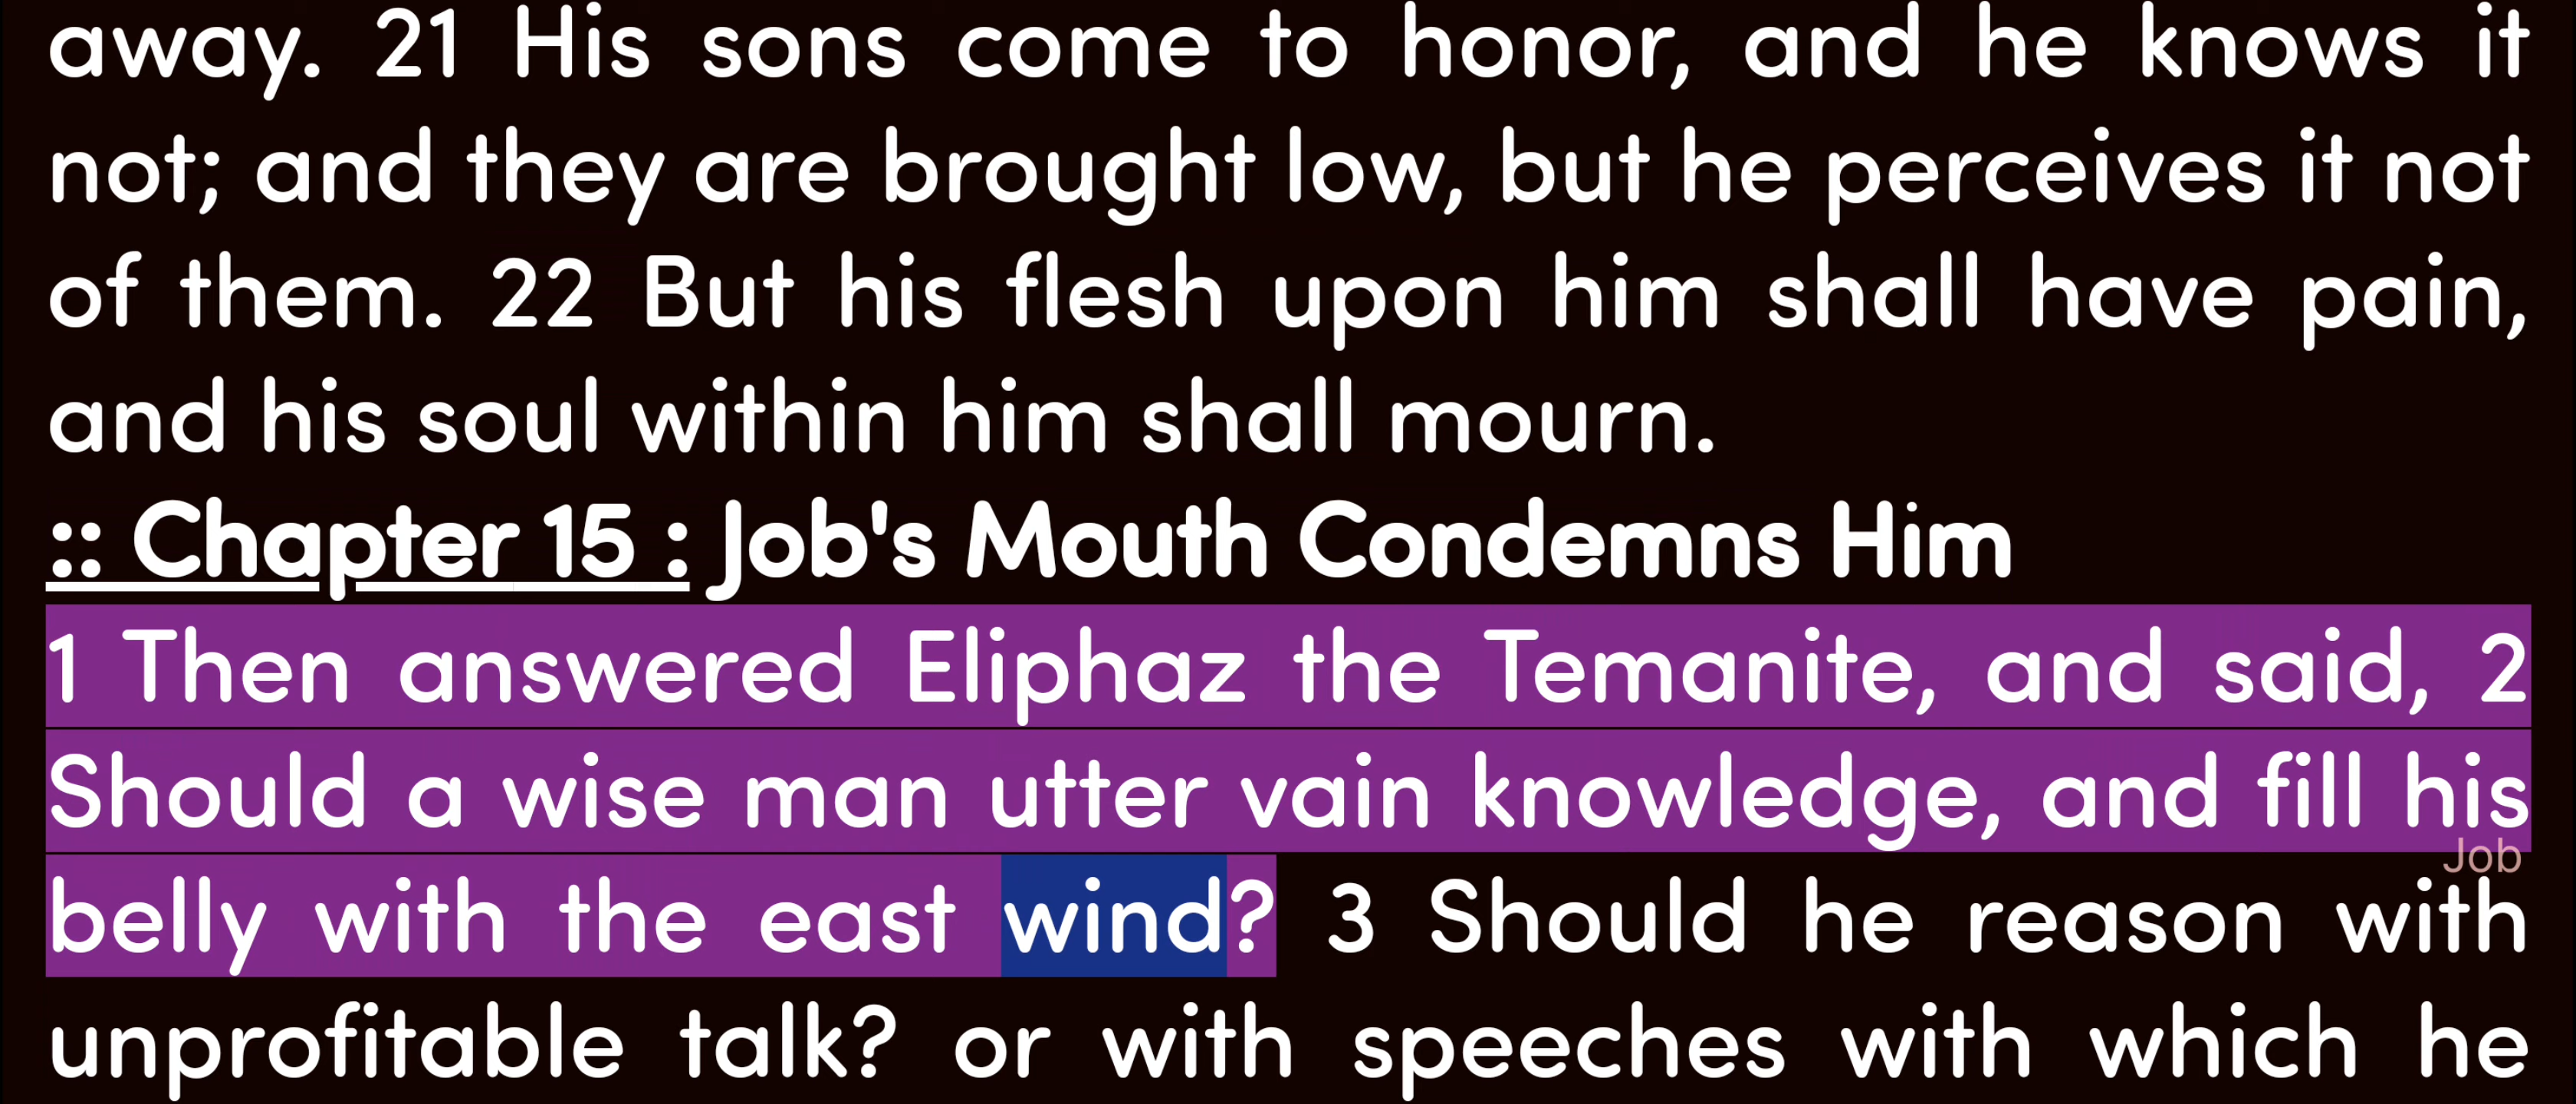 away. 21 His sons come to honor, and he knows it
not; and they are brought low, but he perceives it not
of them. 22 But his flesh upon him shall have pain,
and his soul within him shall mourn.
:: Chapter 15 : Job's Mouth Condemns Him
1 Then answered Eliphaz the Temanite, and said, 2
Should a wise man utter vain knowledge, and fill his
Job
belly with the east wind? 3 Should he reason with
unprofitable talk? or with speeches with which he